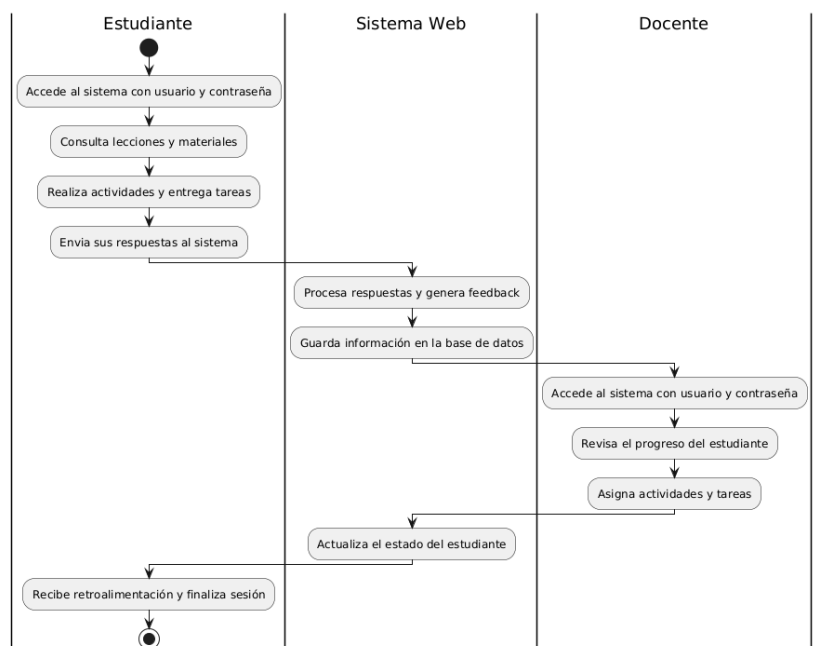 Estudiante
Sistema Web
Docente
Accede al sistema con usuario y contraseña
Consulta lecciones y materiales
Realiza actividades y entrega tareas
Envia sus respuestas al sistema
Procesa respuestas y genera feedback
Guarda información en la base de datos
Accede al sistema con usuario y contraseña
Revisa el progreso del estudiante
Asigna actividades y tareas
Actualiza el estado del estudiante
Recibe retroalimentación y finaliza sesión